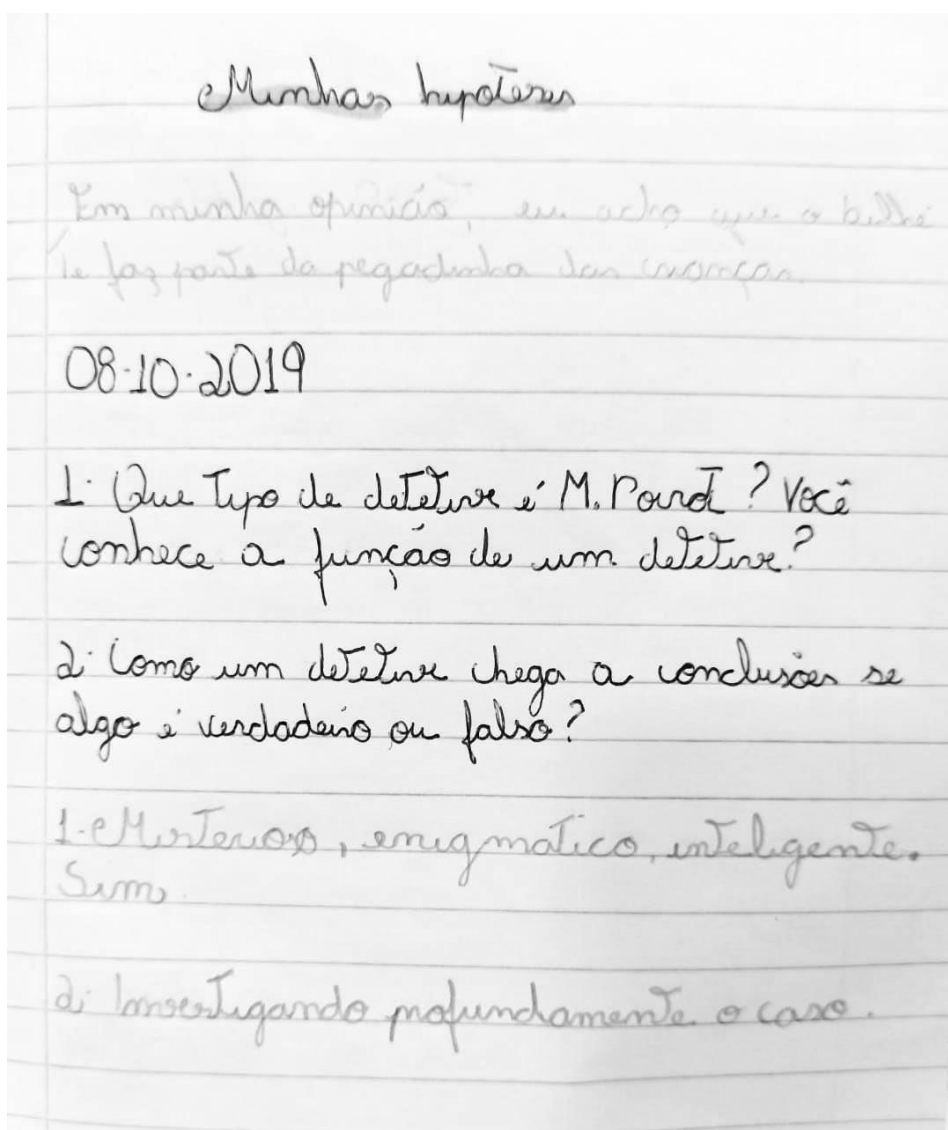 Minhas hipóteses
Em minha opinião, eu acho que o bilhe
te faz parte da pegadinha das crianças.
08.10.2019
1. Que tipo de detetive é M. Poirot? Você
conhece a função de um detetive?
2. Como um detetive chega a conclusões se
algo é verdadeiro ou falso?
1. Misterioso, enigmático, inteligente.
Sim.
2. Investigando profundamente o caso.